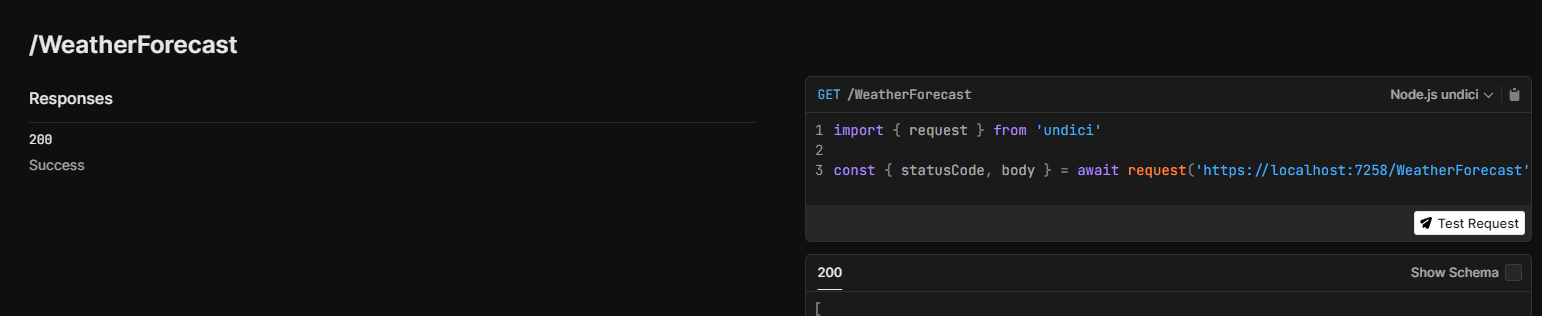 /WeatherForecast
Responses
200
Success
GET /WeatherForecast
Node.js undici
1 import { request } from 'undici'
2
3 const { statusCode, body } = await request('https://localhost:7258/WeatherForecast'
Test Request
200
Show Schema
[